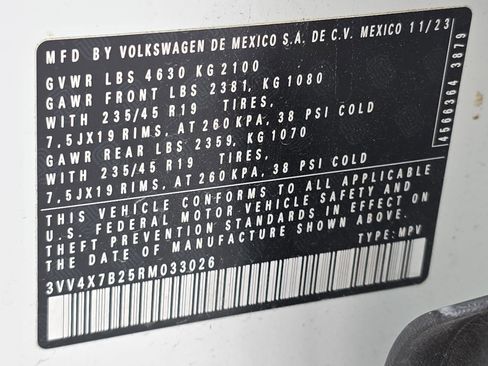 MFD BY VOLKSWAGEN DE MEXICO S.A. DE C.V. MEXICO 11/23
GVWR LBS 4630 KG 2100
GAWR FRONT LBS 2381, KG 1080
WITH 235/45 R19 TIRES,
7.5JX19 RIMS, AT 260KPA, 38 PSI COLD
GAWR REAR LBS 2359, KG 1070
WITH 235/45 R19 TIRES,
7.5JX19 RIMS, AT 260KPA, 38 PSI COLD
THIS VEHICLE CONFORMS TO ALL APPLICABLE
U.S. FEDERAL MOTOR VEHICLE SAFETY AND
THEFT PREVENTION STANDARDS IN EFFECT ON
THE DATE OF MANUFACTURE SHOWN ABOVE.
3VV4X7B25RM033026 TYPE: MPV
4566364 3879